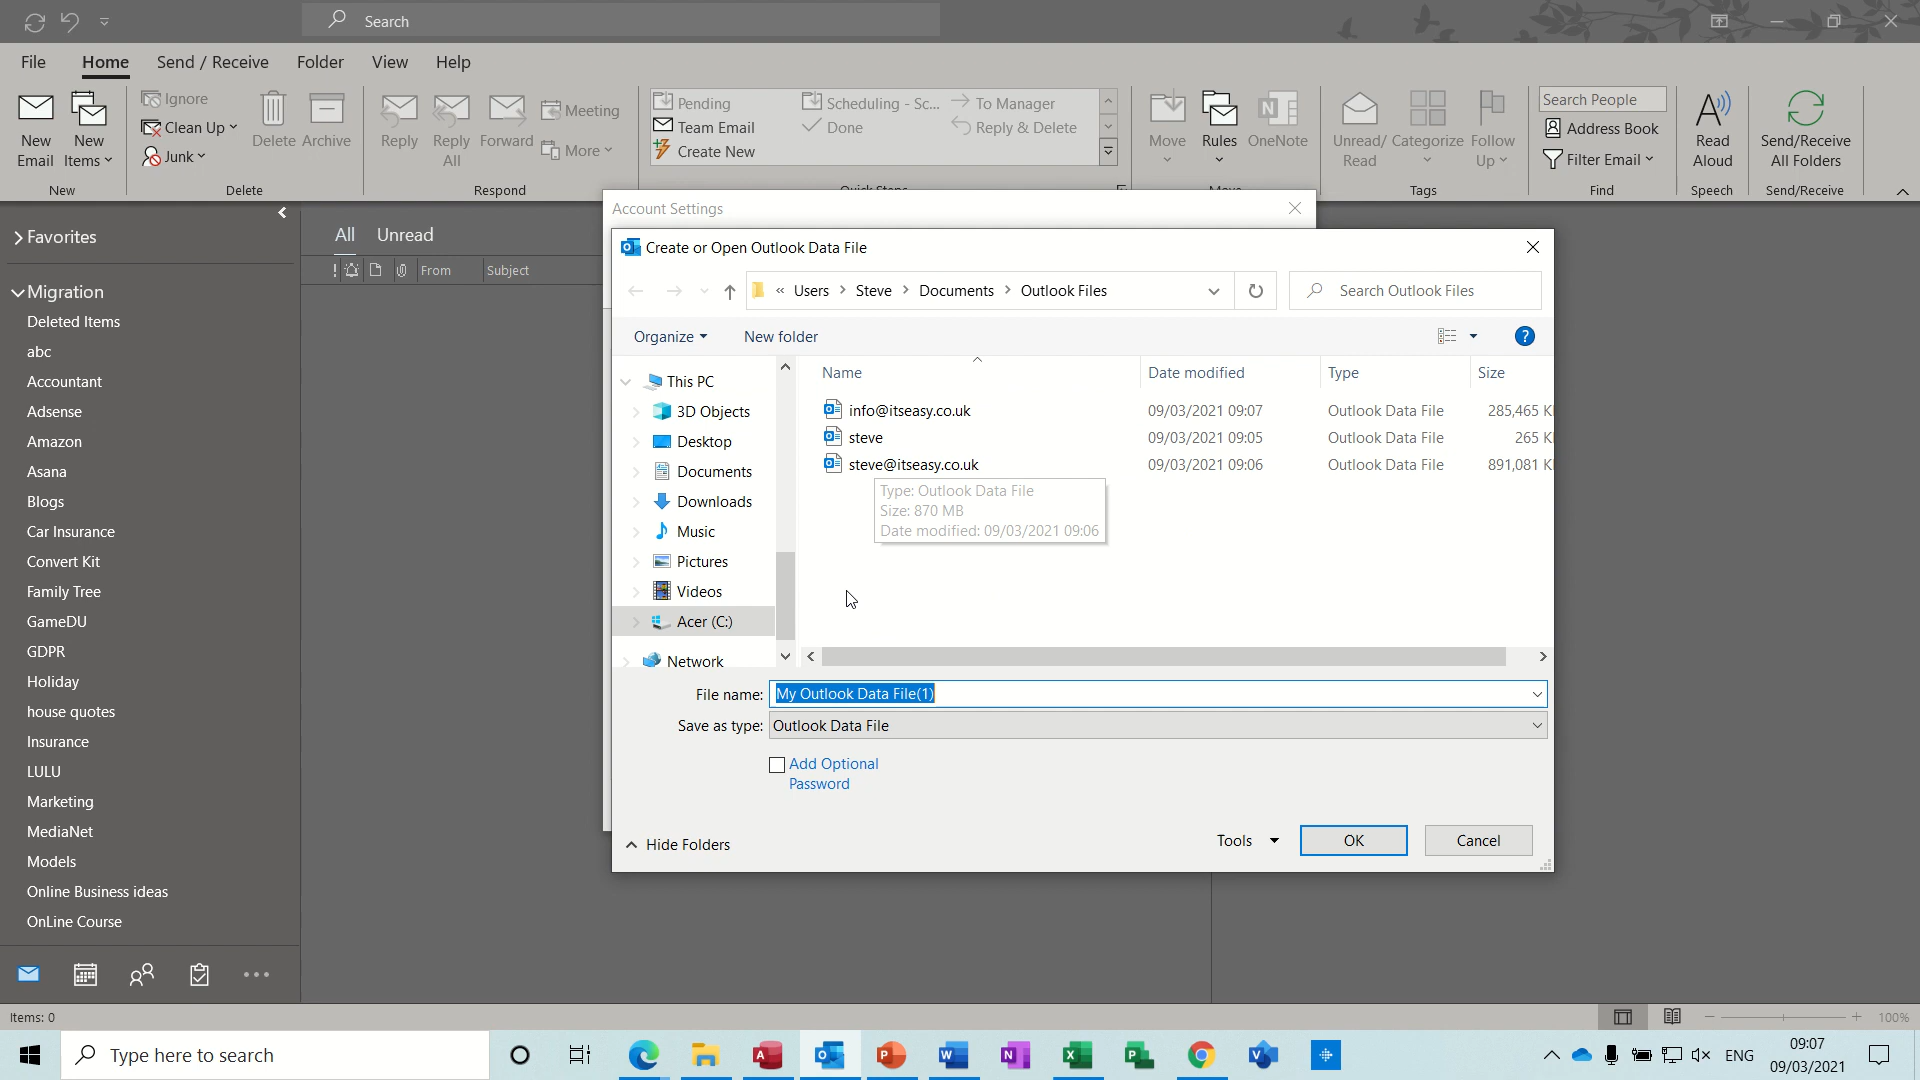 Search
File Home Send / Receive Folder View Help
New Email
New Items
Ignore
Clean Up
Junk
Delete
Archive
Reply
Reply All
Forward
Meeting
More
Pending
Team Email
Create New
Scheduling - Sc...
Done
To Manager
Reply & Delete
Move
Rules
OneNote
Unread/ Read
Categorize
Follow Up
Search People
Address Book
Filter Email
Read Aloud
Send/Receive All Folders
New
Delete
Respond
Quick Steps
Move
Tags
Find
Speech
Send/Receive
Favorites
Migration
Deleted Items
abc
Accountant
Adsense
Amazon
Asana
Blogs
Car Insurance
Convert Kit
Family Tree
GameDU
GDPR
Holiday
house quotes
Insurance
LULU
Marketing
MediaNet
Models
Online Business ideas
OnLine Course
All Unread
! From Subject
Account Settings
Create or Open Outlook Data File
« Users > Steve > Documents > Outlook Files
Search Outlook Files
Organize New folder
This PC
3D Objects
Desktop
Documents
Downloads
Music
Pictures
Videos
Acer (C:)
Network
Name Date modified Type Size
info@itseasy.co.uk 09/03/2021 09:07 Outlook Data File 285,465 K
steve 09/03/2021 09:05 Outlook Data File 265 K
steve@itseasy.co.uk 09/03/2021 09:06 Outlook Data File 891,081 K
Type: Outlook Data File
Size: 870 MB
Date modified: 09/03/2021 09:06
File name: My Outlook Data File(1)
Save as type: Outlook Data File
Add Optional
Password
Hide Folders
Tools OK Cancel
Items: 0
100%
Type here to search
ENG
09:07
09/03/2021